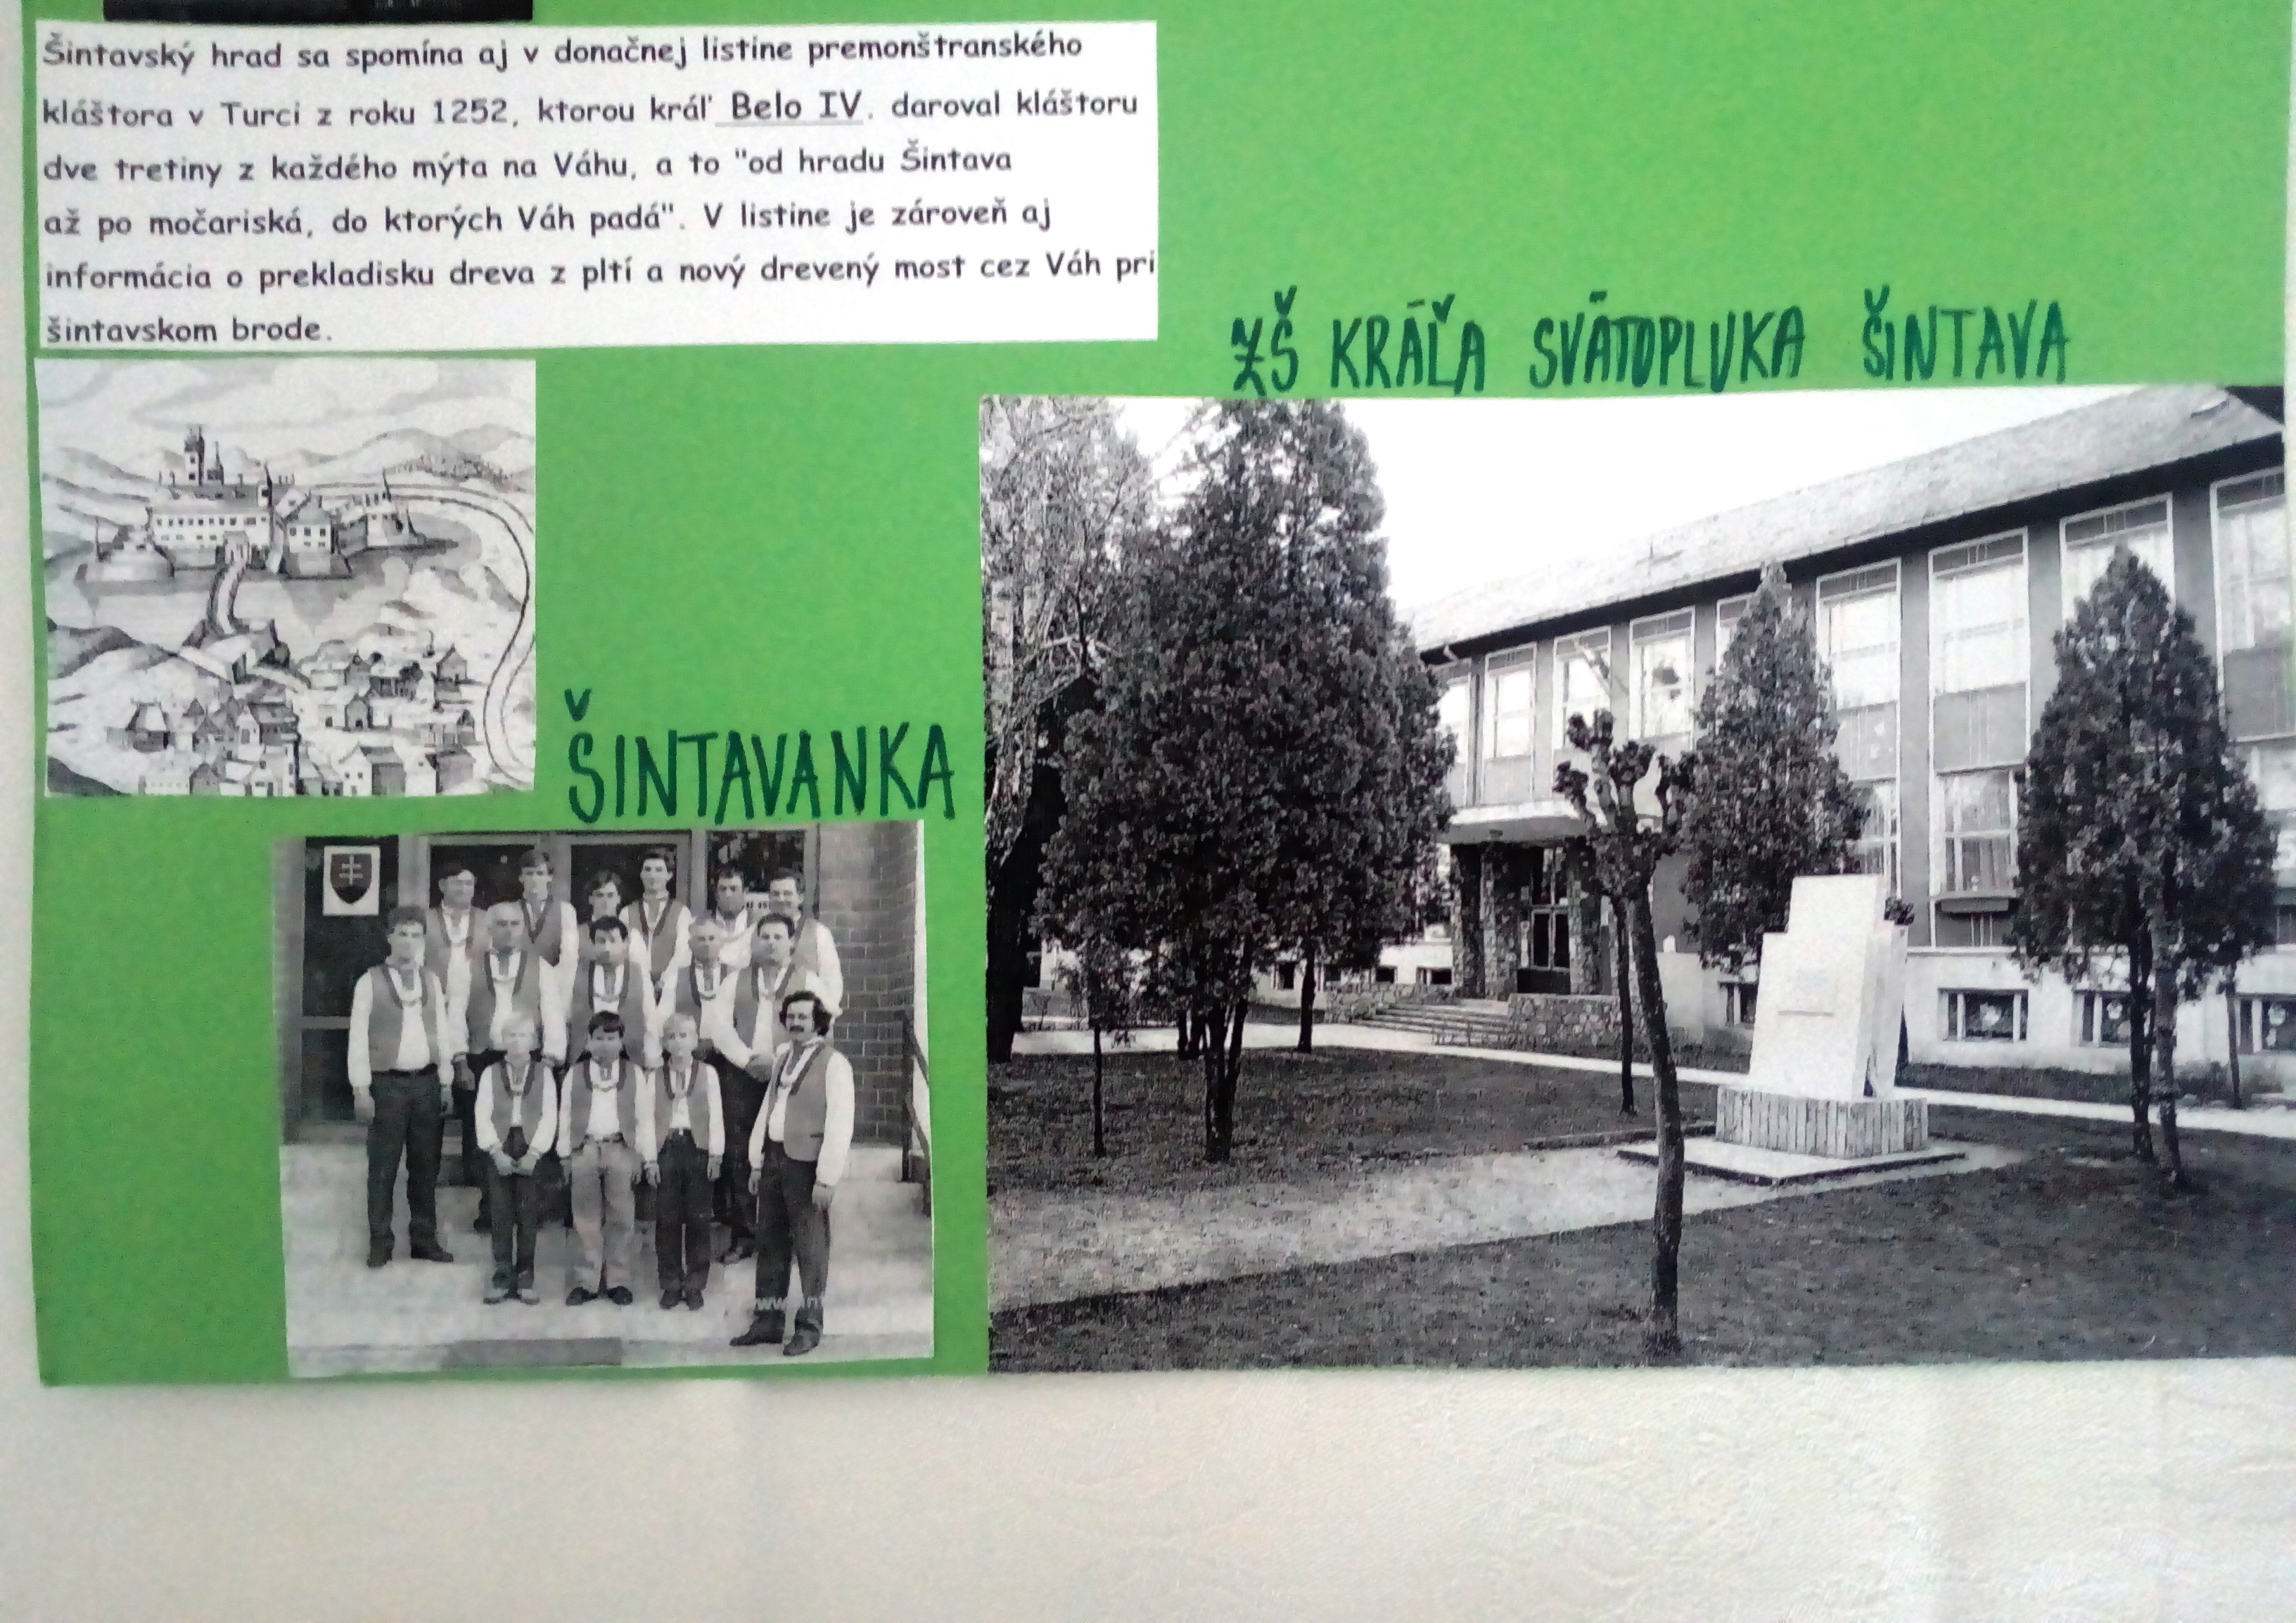 Šintavský hrad sa spomína aj v donačnej listine premonštranského
kláštora v Turci z roku 1252, ktorou kráľ Belo IV. daroval kláštoru
dve tretiny z každého mýta na Váhu, a to "od hradu Šintava
až po močariská, do ktorých Váh padá". V listine je zároveň aj
informácia o prekladisku dreva z pltí a nový drevený most cez Váh pri
šintavskom brode.
ZŠ KRÁĽA SVÄTOPLUKA ŠINTAVA
ŠINTAVANKA